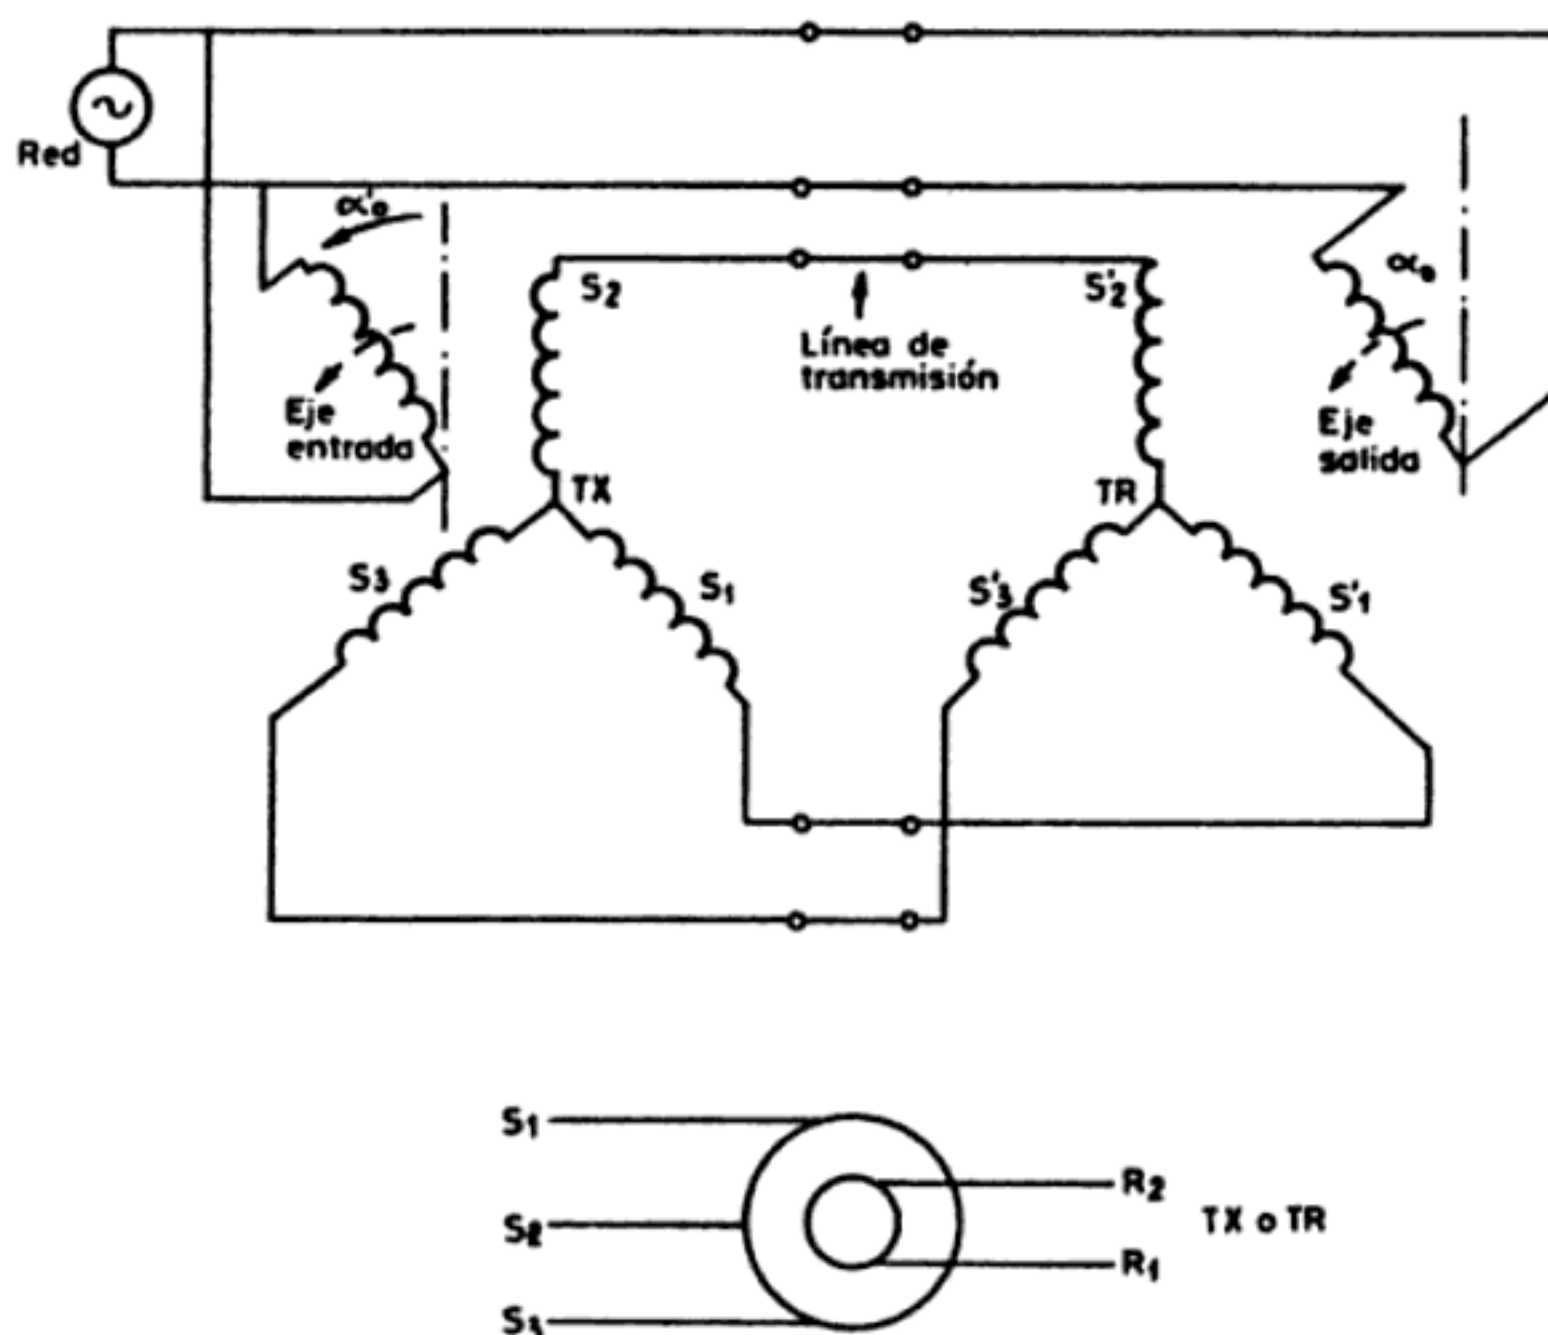 Red
α'₀
S₂
S'₂
α₀
Línea de
transmisión
Eje
entrada
Eje
salida
TX
TR
S₃
S₁
S'₃
S'₁
S₁
R₂
S₂
TX o TR
R₁
S₃